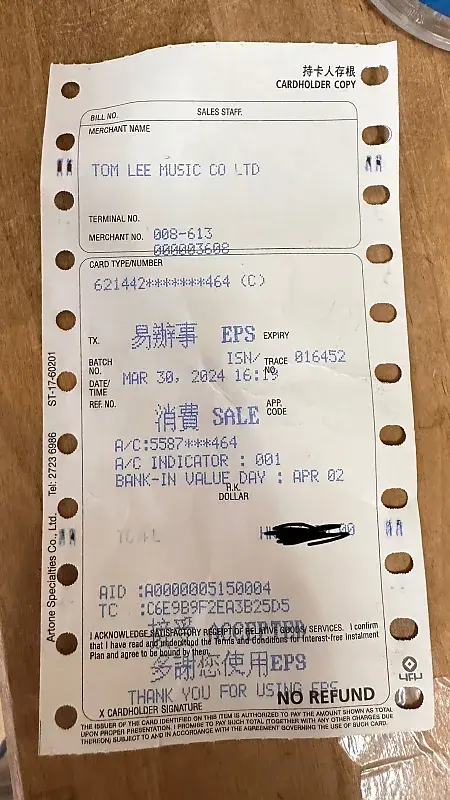 持卡人存根
CARDHOLDER COPY
BILL NO. SALES STAFF.
MERCHANT NAME
TOM LEE MUSIC CO LTD
TERMINAL NO.
MERCHANT NO. 008-613
000003608
CARD TYPE/NUMBER
621442*******464 (C)
TX. 易辦事 EPS EXPIRY
BATCH NO. ISN/ TRACE NO. 016452
DATE/TIME MAR 30, 2024 16:19
REF. NO. 消費 SALE APP. CODE
A/C:5587***464
A/C INDICATOR : 001
BANK-IN VALUE DAY : APR 02
H.K. DOLLAR
TOTAL
AID :A0000005150004
TC :C6E9B9F2EA3B25D5
接受 ACCEPTED
I ACKNOWLEDGE SATISFACTORY RECEIPT OF RELATIVE GOODS/ SERVICES. I confirm
that I have read and understood the Terms and Conditions for Interest-free Instalment
Plan and agree to be bound by them.
多謝您使用EPS
THANK YOU FOR USING EPS
NO REFUND
X CARDHOLDER SIGNATURE
THE ISSUER OF THE CARD IDENTIFIED ON THIS ITEM IS AUTHORIZED TO PAY THE AMOUNT SHOWN AS TOTAL
UPON PROPER PRESENTATION. I PROMISE TO PAY SUCH TOTAL (TOGETHER WITH ANY OTHER CHARGES DUE
THEREON) SUBJECT TO AND IN ACCORDANCE WITH THE AGREEMENT GOVERNING THE USE OF SUCH CARD.
Artone Specialties Co., Ltd. Tel: 2723 6986 ST-17-60201